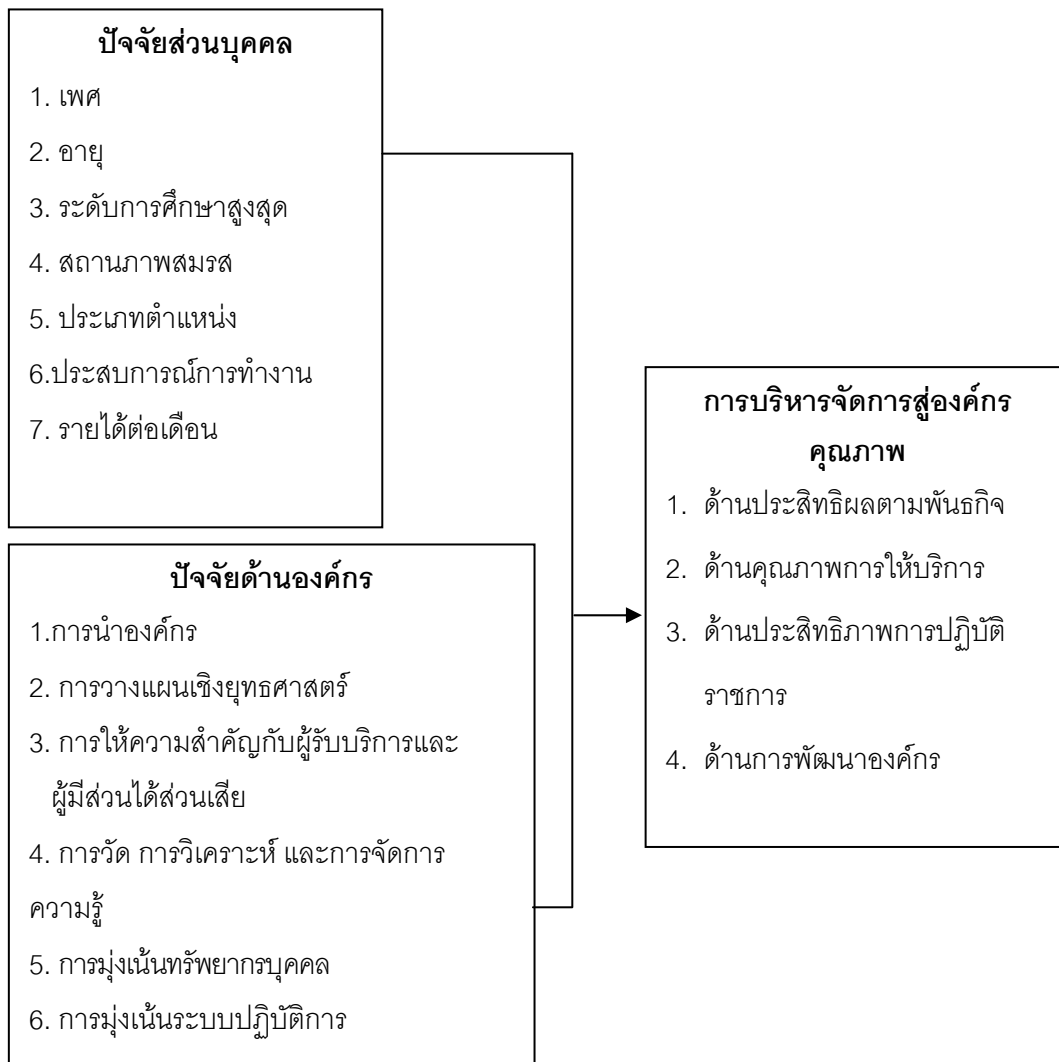 ปัจจัยส่วนบุคคล
1. เพศ
2. อายุ
3. ระดับการศึกษาสูงสุด
4. สถานภาพสมรส
5. ประเภทตำแหน่ง
6.ประสบการณ์การทำงาน
7. รายได้ต่อเดือน
ปัจจัยด้านองค์กร
1.การนำองค์กร
2. การวางแผนเชิงยุทธศาสตร์
3. การให้ความสำคัญกับผู้รับบริการและ
ผู้มีส่วนได้ส่วนเสีย
4. การวัด การวิเคราะห์ และการจัดการ
ความรู้
5. การมุ่งเน้นทรัพยากรบุคคล
6. การมุ่งเน้นระบบปฏิบัติการ
การบริหารจัดการสู่องค์กร
คุณภาพ
1. ด้านประสิทธิผลตามพันธกิจ
2. ด้านคุณภาพการให้บริการ
3. ด้านประสิทธิภาพการปฏิบัติ
ราชการ
4. ด้านการพัฒนาองค์กร